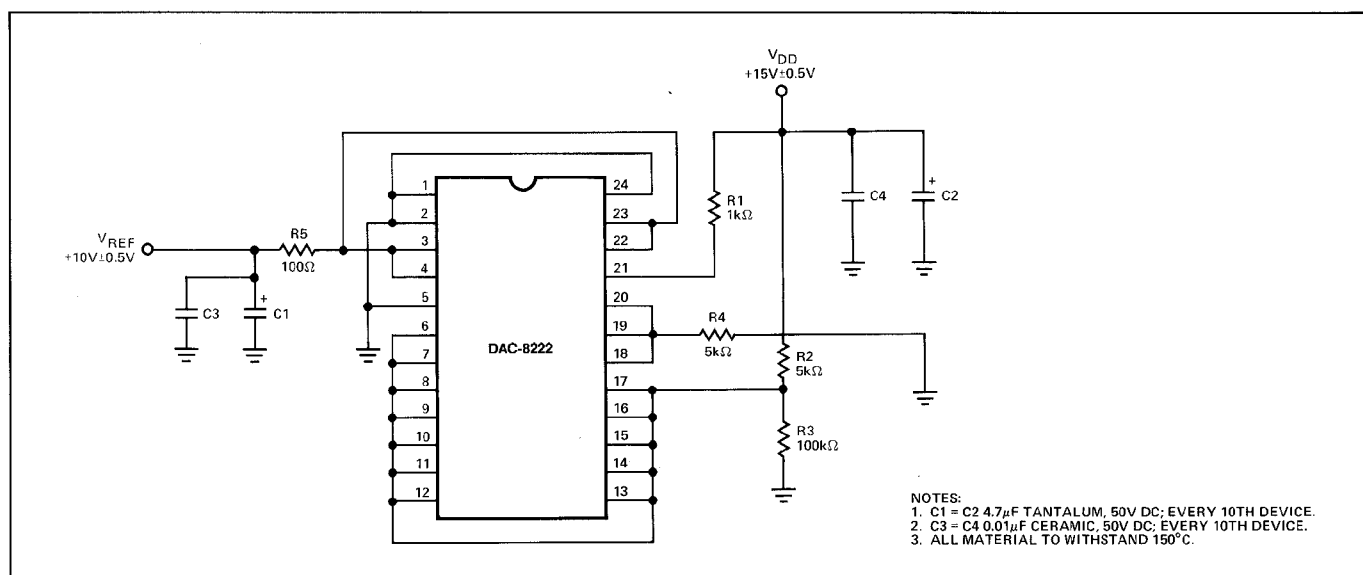 V_DD
+15V±0.5V
V_REF
+10V±0.5V
R5
100Ω
C3
C1
+
1
2
3
4
5
6
7
8
9
10
11
12
DAC-8222
24
23
22
21
20
19
18
17
16
15
14
13
R1
1kΩ
C4
C2
+
R4
5kΩ
R2
5kΩ
R3
100kΩ
NOTES:
1. C1 = C2 4.7μF TANTALUM, 50V DC; EVERY 10TH DEVICE.
2. C3 = C4 0.01μF CERAMIC, 50V DC; EVERY 10TH DEVICE.
3. ALL MATERIAL TO WITHSTAND 150°C.